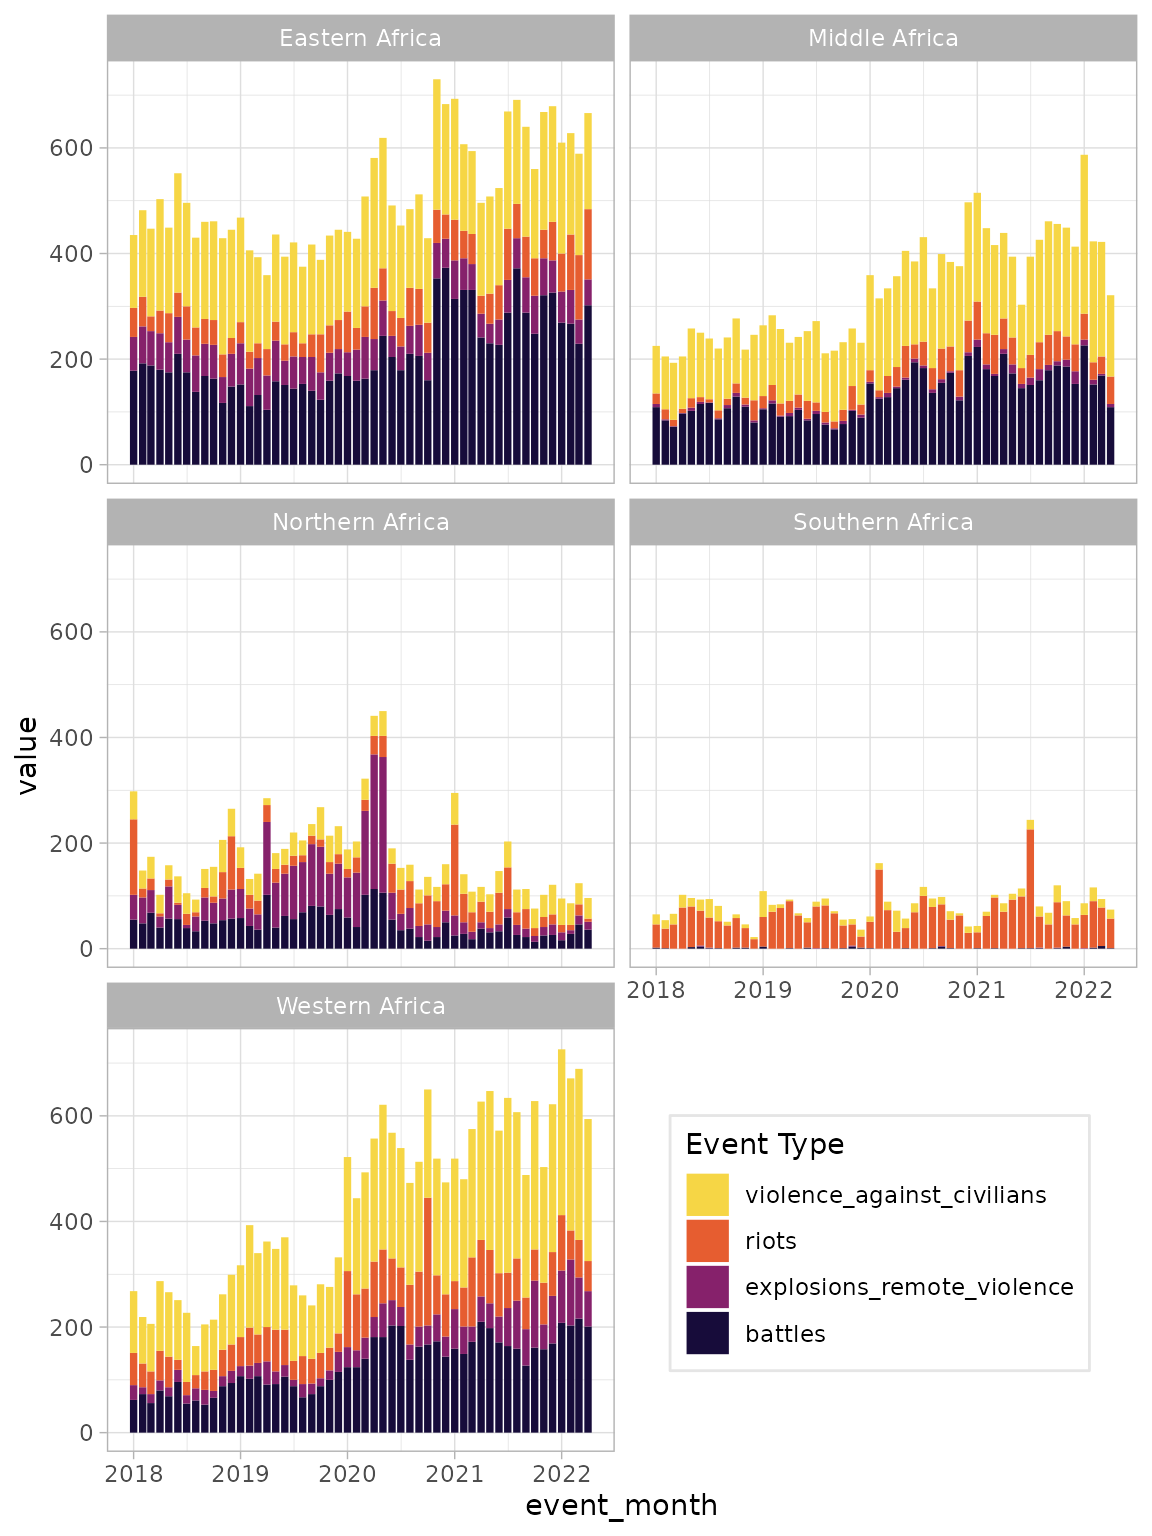 Eastern Africa
Middle Africa
600
400
200
0
Northern Africa
Southern Africa
600
400
200
0
2018 2019 2020 2021 2022
Western Africa
600
400
200
0
2018 2019 2020 2021 2022
value
event_month
Event Type
violence_against_civilians
riots
explosions_remote_violence
battles